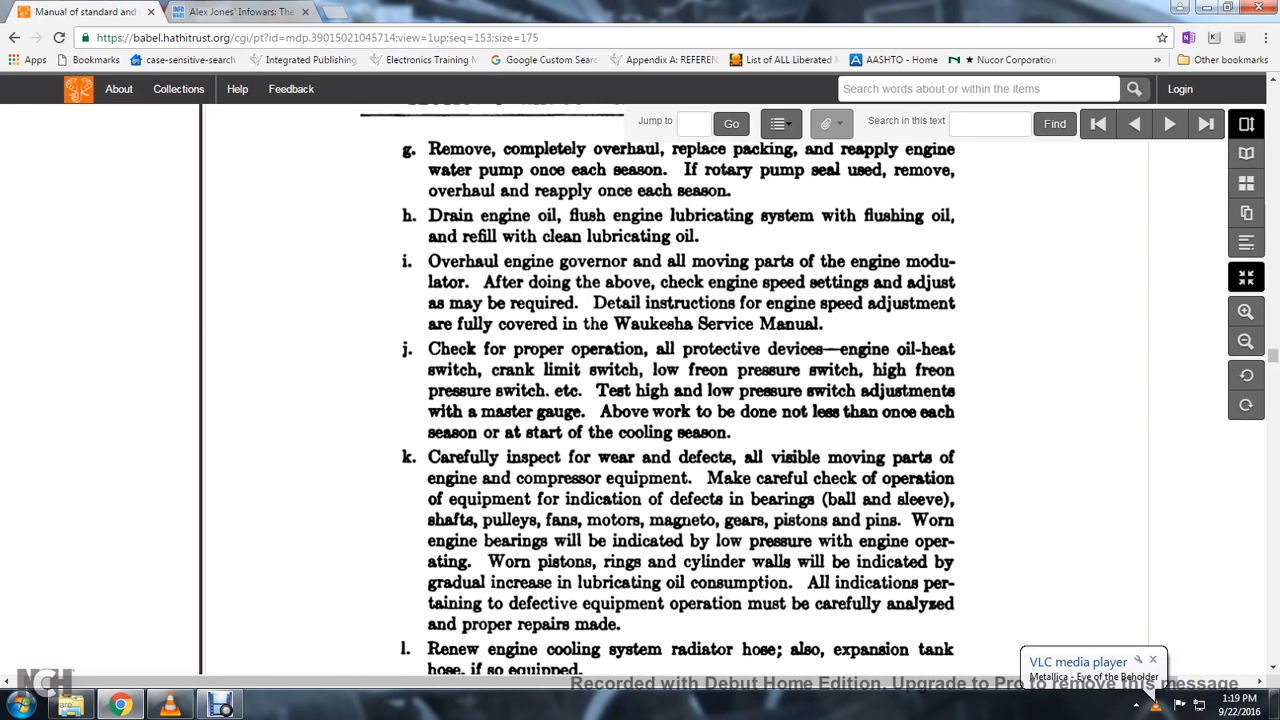 Manual of standard and
Alex Jones' Infowars: The
https://babel.hathitrust.org/cgi/pt?id=mdp.39015021045714;view=1up;seq=153;size=175
Apps Bookmarks case-sensitive-search Integrated Publishing Electronics Training M Google Custom Searc Appendix A: REFEREN List of ALL Liberated AASHTO - Home Nucor Corporation » Other bookmarks
About Collections Help Feedback Search words about or within the items Login
Jump to Go Search in this text Find
g. Remove, completely overhaul, replace packing, and reapply engine
water pump once each season. If rotary pump seal used, remove,
overhaul and reapply once each season.
h. Drain engine oil, flush engine lubricating system with flushing oil,
and refill with clean lubricating oil.
i. Overhaul engine governor and all moving parts of the engine modu-
lator. After doing the above, check engine speed settings and adjust
as may be required. Detail instructions for engine speed adjustment
are fully covered in the Waukesha Service Manual.
j. Check for proper operation, all protective devices—engine oil-heat
switch, crank limit switch, low freon pressure switch, high freon
pressure switch. etc. Test high and low pressure switch adjustments
with a master gauge. Above work to be done not less than once each
season or at start of the cooling season.
k. Carefully inspect for wear and defects, all visible moving parts of
engine and compressor equipment. Make careful check of operation
of equipment for indication of defects in bearings (ball and sleeve),
shafts, pulleys, fans, motors, magneto, gears, pistons and pins. Worn
engine bearings will be indicated by low pressure with engine oper-
ating. Worn pistons, rings and cylinder walls will be indicated by
gradual increase in lubricating oil consumption. All indications per-
taining to defective equipment operation must be carefully analyzed
and proper repairs made.
l. Renew engine cooling system radiator hose; also, expansion tank
hose, if so equipped.
VLC media player
Metallica - Eye of the Beholder
NCH
Recorded with Debut Home Edition. Upgrade to Pro to remove this message
1:19 PM
9/22/2016